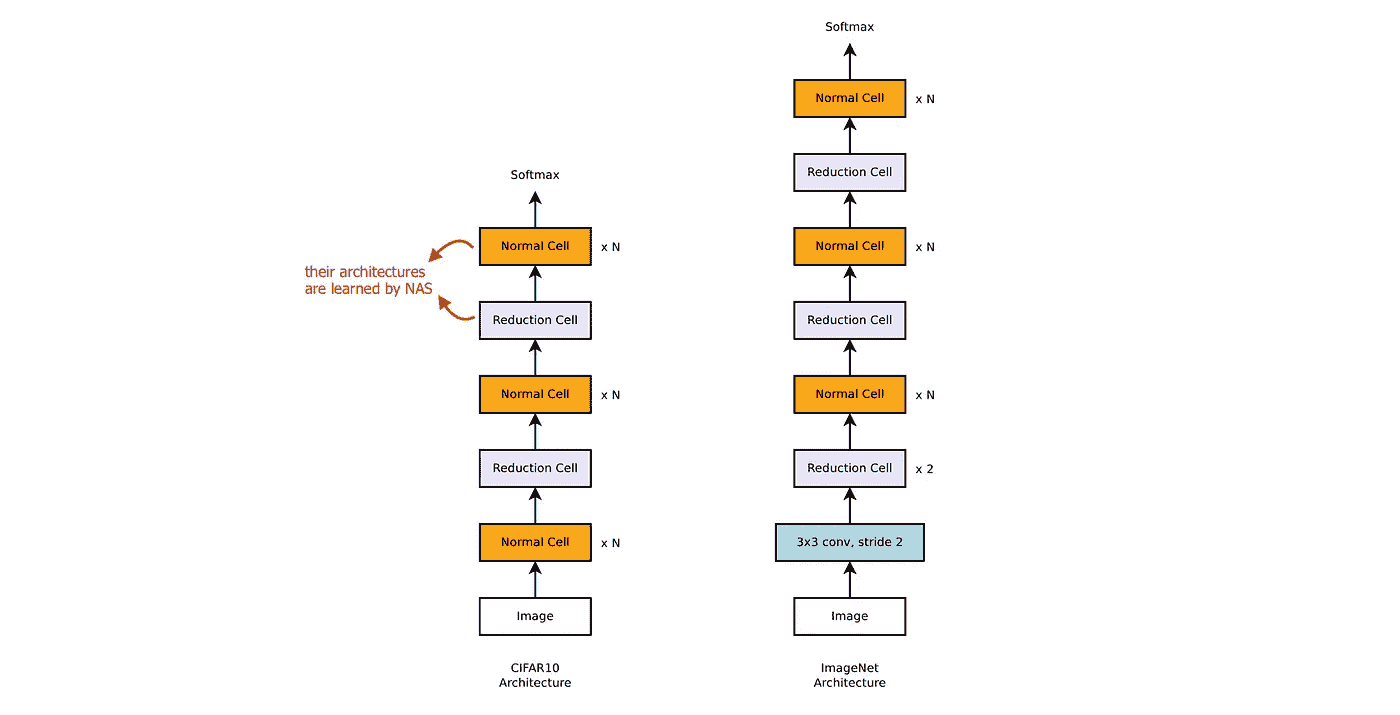 Softmax
Normal Cell x N
Reduction Cell
Softmax
Normal Cell x N
Normal Cell x N
their architectures
are learned by NAS
Reduction Cell
Reduction Cell
Normal Cell x N
Normal Cell x N
Reduction Cell
Reduction Cell x 2
Normal Cell x N
3x3 conv, stride 2
Image
Image
CIFAR10
Architecture
ImageNet
Architecture